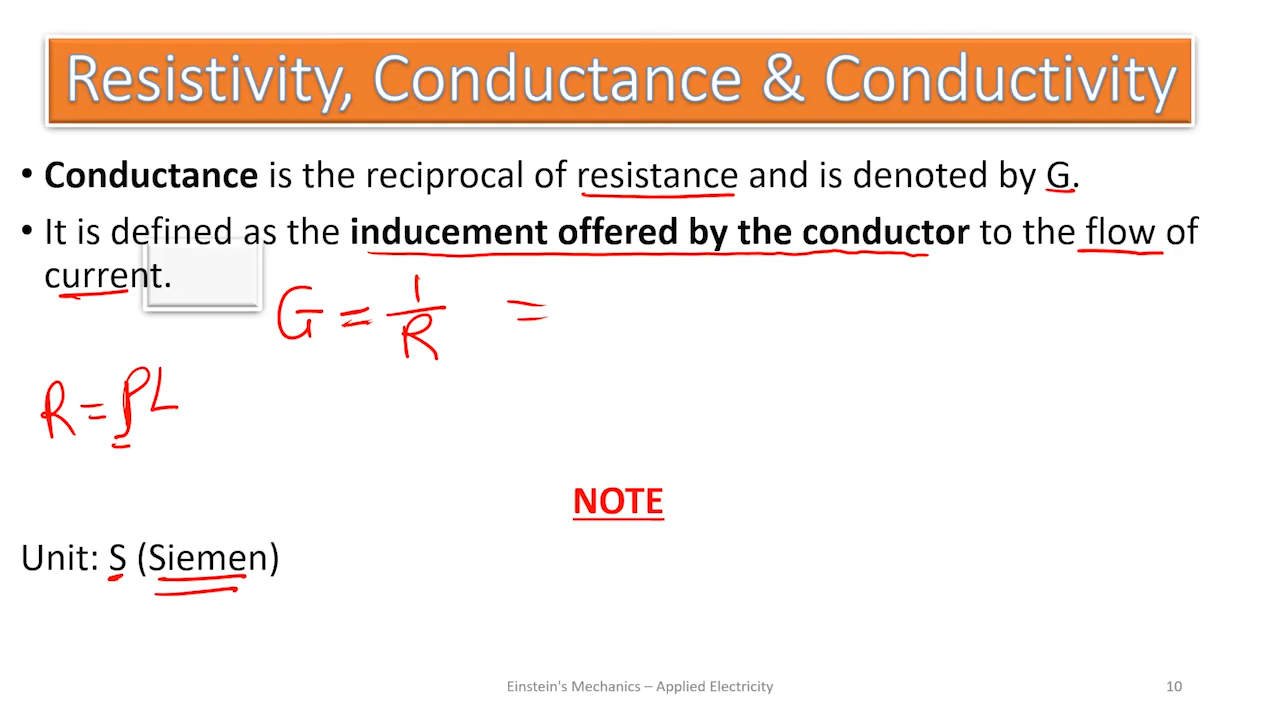 Resistivity, Conductance & Conductivity
• Conductance is the reciprocal of resistance and is denoted by G.
• It is defined as the inducement offered by the conductor to the flow of
current.
G = 1/R =
R = ρL
NOTE
Unit: S (Siemen)
Einstein's Mechanics – Applied Electricity
10